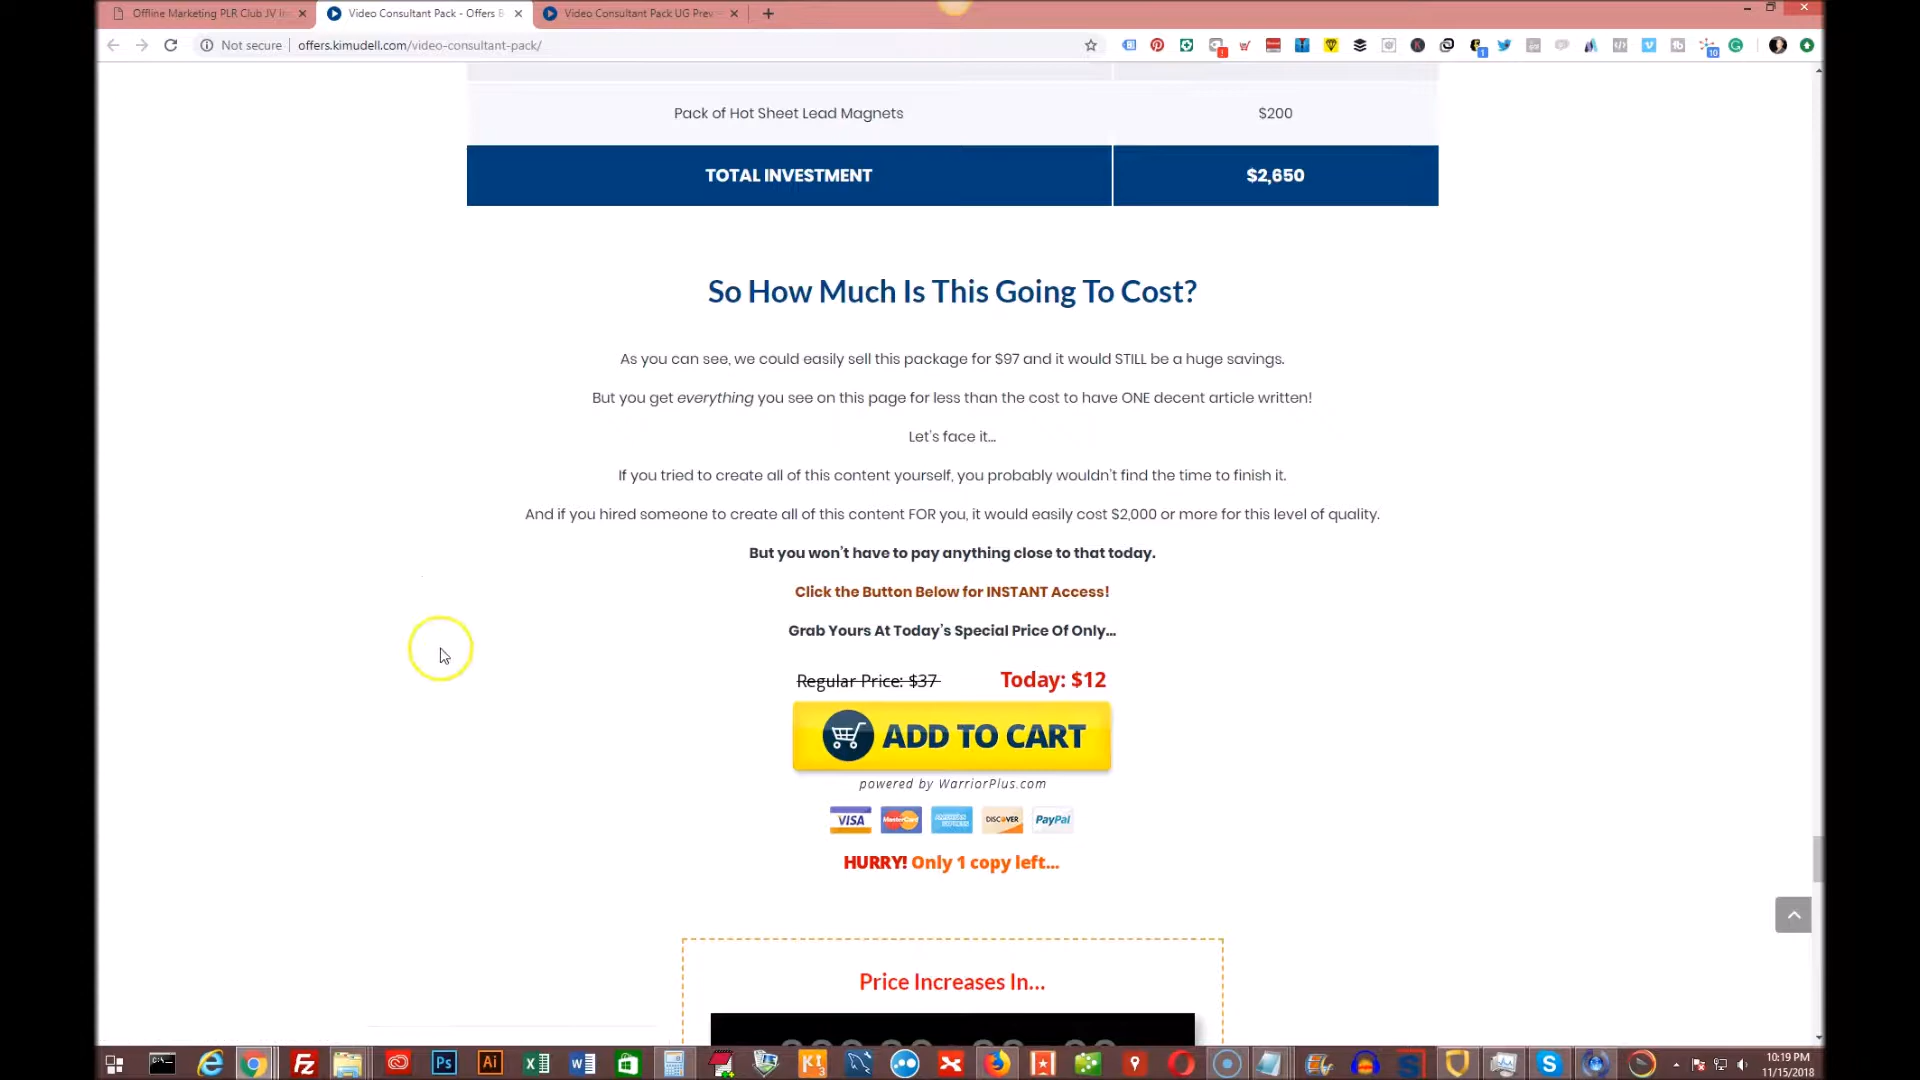 Offline Marketing PLR Club JV In
Video Consultant Pack - Offers B
Video Consultant Pack UG Prev
Not secure
offers.kimudell.com/video-consultant-pack/
Pack of Hot Sheet Lead Magnets
$200
TOTAL INVESTMENT
$2,650
So How Much Is This Going To Cost?
As you can see, we could easily sell this package for $97 and it would STILL be a huge savings.
But you get everything you see on this page for less than the cost to have ONE decent article written!
Let's face it...
If you tried to create all of this content yourself, you probably wouldn't find the time to finish it.
And if you hired someone to create all of this content FOR you, it would easily cost $2,000 or more for this level of quality.
But you won't have to pay anything close to that today.
Click the Button Below for INSTANT Access!
Grab Yours At Today's Special Price Of Only...
Regular Price: $37
Today: $12
ADD TO CART
powered by WarriorPlus.com
VISA
MasterCard
AMERICAN EXPRESS
DISCOVER
PayPal
HURRY! Only 1 copy left...
Price Increases In...
10:19 PM
11/15/2018